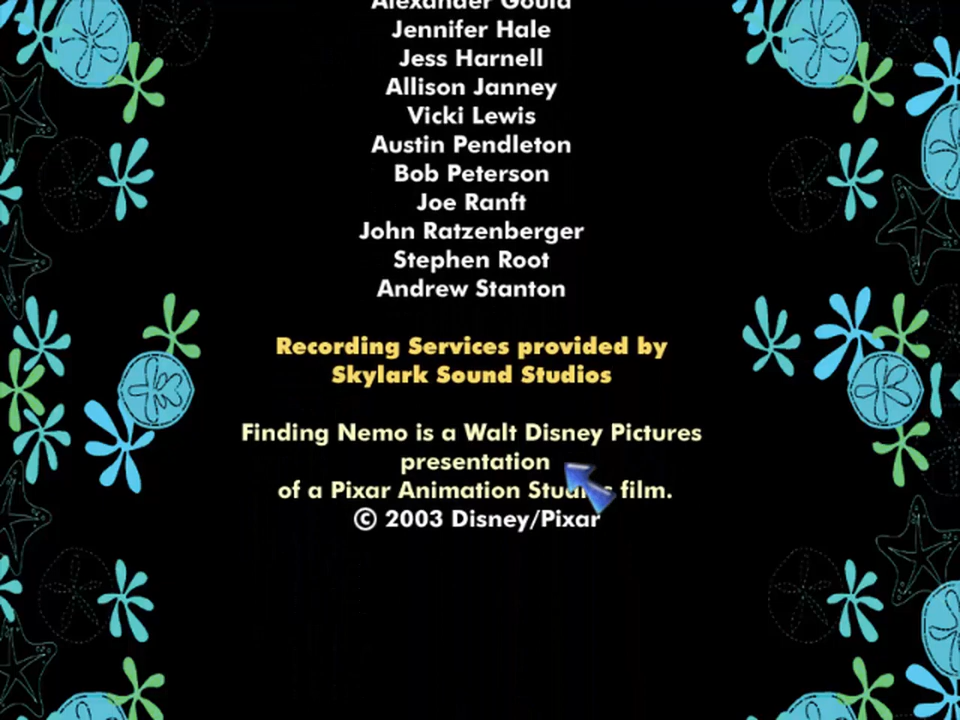 Alexander Gould
Jennifer Hale
Jess Harnell
Allison Janney
Vicki Lewis
Austin Pendleton
Bob Peterson
Joe Ranft
John Ratzenberger
Stephen Root
Andrew Stanton
Recording Services provided by
Skylark Sound Studios
Finding Nemo is a Walt Disney Pictures
presentation
of a Pixar Animation Studios film.
© 2003 Disney/Pixar